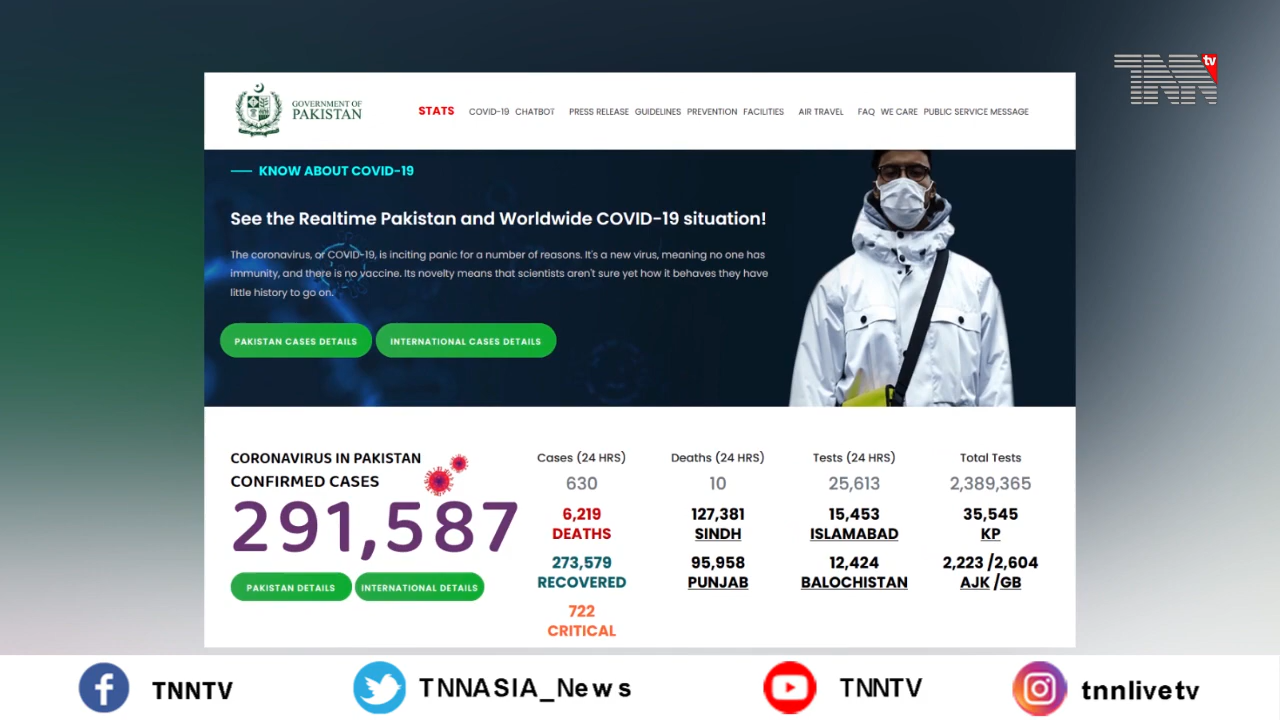 TNN tv
GOVERNMENT OF
PAKISTAN
STATS COVID-19 CHATBOT PRESS RELEASE GUIDELINES PREVENTION FACILITIES AIR TRAVEL FAQ WE CARE PUBLIC SERVICE MESSAGE
KNOW ABOUT COVID-19
See the Realtime Pakistan and Worldwide COVID-19 situation!
The coronavirus, or COVID-19, is inciting panic for a number of reasons. It's a new virus, meaning no one has
immunity, and there is no vaccine. Its novelty means that scientists aren't sure yet how it behaves they have
little history to go on.
PAKISTAN CASES DETAILS INTERNATIONAL CASES DETAILS
CORONAVIRUS IN PAKISTAN
CONFIRMED CASES
291,587
PAKISTAN DETAILS INTERNATIONAL DETAILS
Cases (24 HRS) Deaths (24 HRS) Tests (24 HRS) Total Tests
630 10 25,613 2,389,365
6,219 127,381 15,453 35,545
DEATHS SINDH ISLAMABAD KP
273,579 95,958 12,424 2,223 /2,604
RECOVERED PUNJAB BALOCHISTAN AJK /GB
722
CRITICAL
TNNTV TNNASIA_News TNNTV tnnlivetv